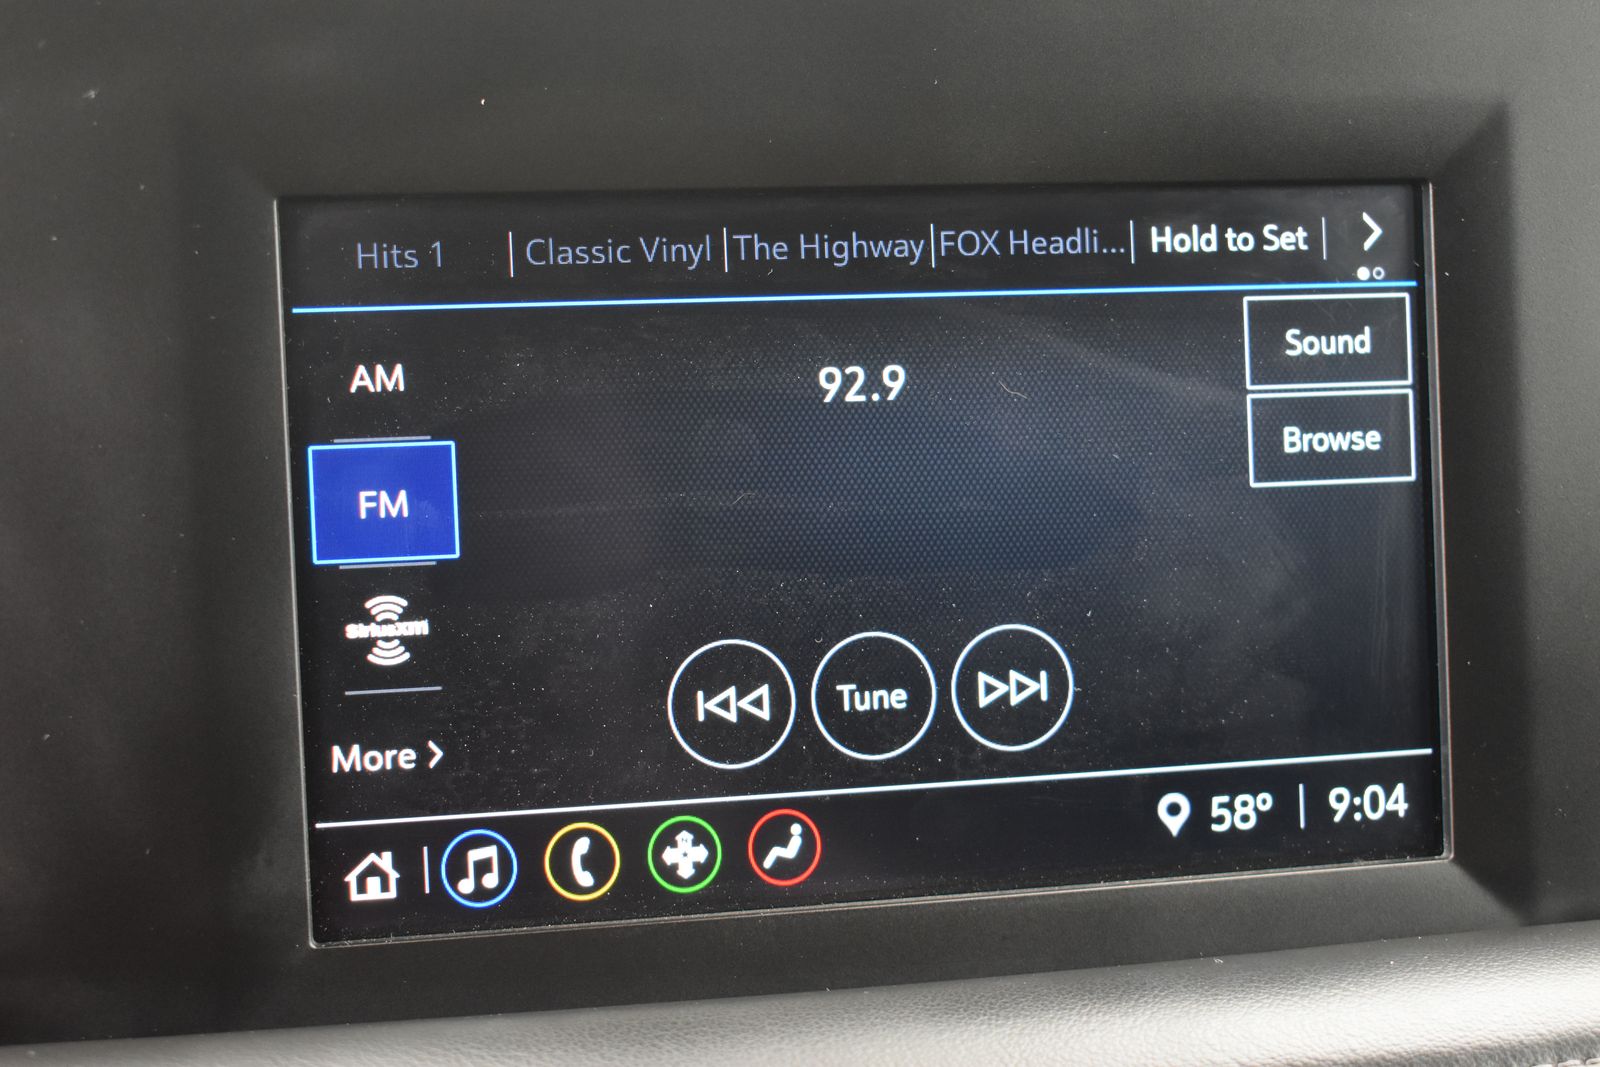 Hits 1 Classic Vinyl The Highway FOX Headli... Hold to Set
AM
92.9
Sound
Browse
FM
SiriusXM
Tune
More
58° 9:04